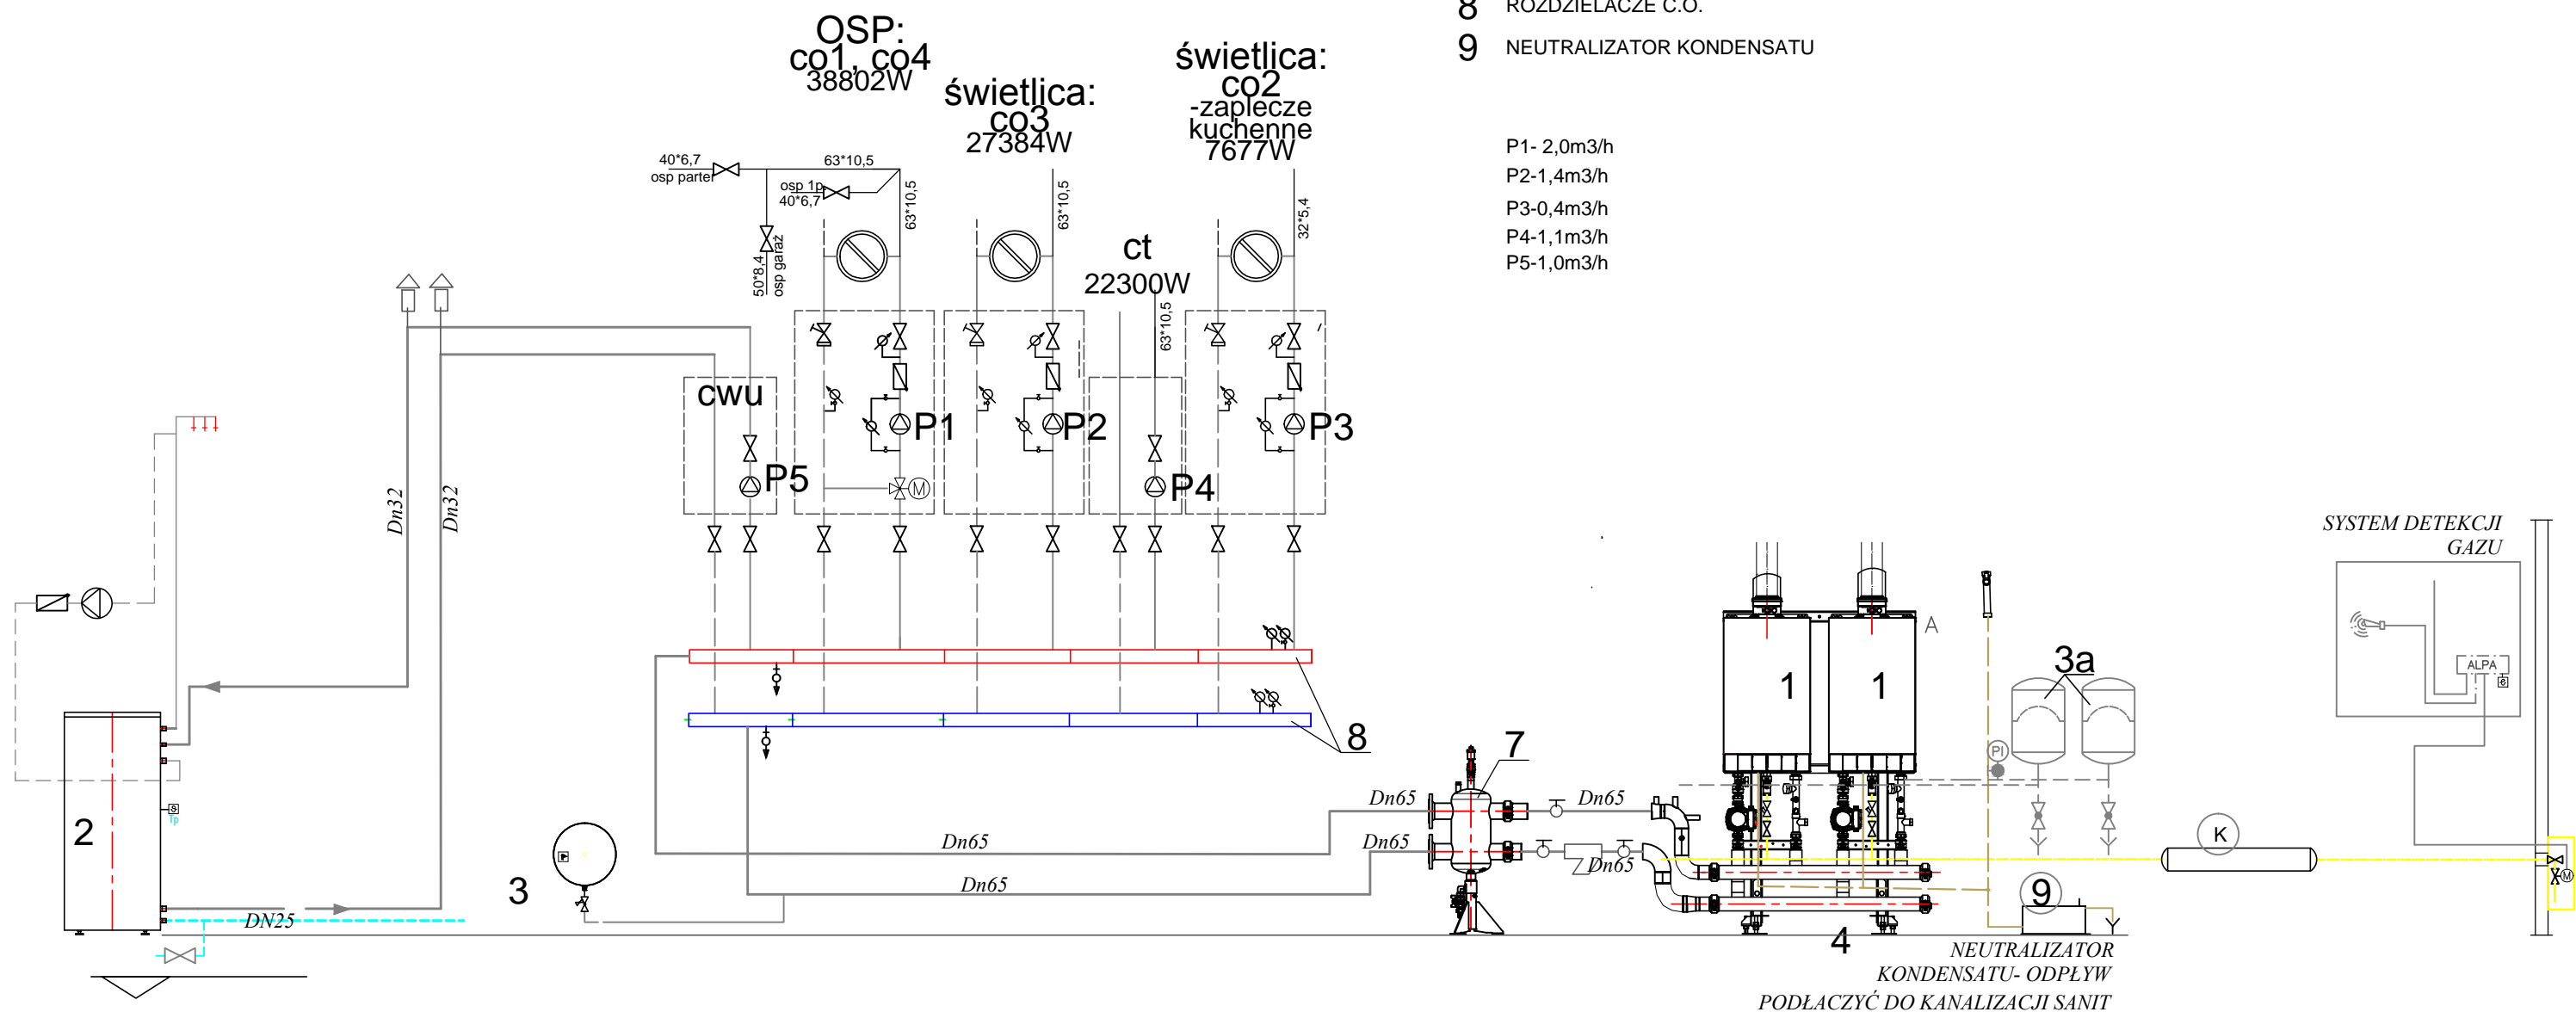 8 ROZDZIELACZE C.O.
9 NEUTRALIZATOR KONDENSATU
OSP:
co1, co4
38802W
świetlica:
co3
27384W
świetlica:
co2
-zaplecze
kuchenne
7677W
P1- 2,0m3/h
P2-1,4m3/h
P3-0,4m3/h
P4-1,1m3/h
P5-1,0m3/h
40*6,7
osp parter
63*10,5
osp 1p
40*6,7
63*10,5
50*8,4
osp garaż
63*10,5
32*5,4
ct
22300W
63*10,5
cwu
P1
P2
P3
P5
P4
M
Dn32
Dn32
SYSTEM DETEKCJI
GAZU
A
1
1
3a
ALPA
PI
8
7
2
Tp
3
Dn65
Dn65
Dn65
Dn65
Dn65
Dn65
K
M
9
DN25
4
NEUTRALIZATOR
KONDENSATU- ODPŁYW
PODŁACZYĆ DO KANALIZACJI SANIT